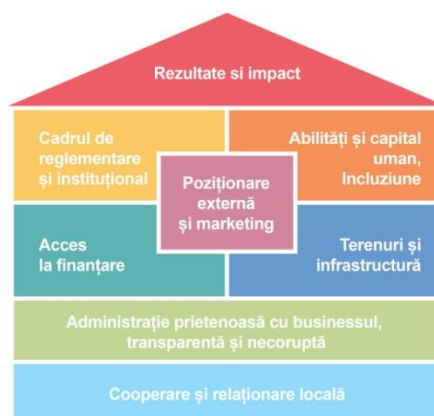 Rezultate si impact
Cadrul de
reglementare
și instituțional
Abilități și capital
uman,
Incluziune
Poziționare
externă
și marketing
Acces
la finanțare
Terenuri și
infrastructură
Administrație prietenoasă cu businessul,
transparentă și necoruptă
Cooperare și relaționare locală